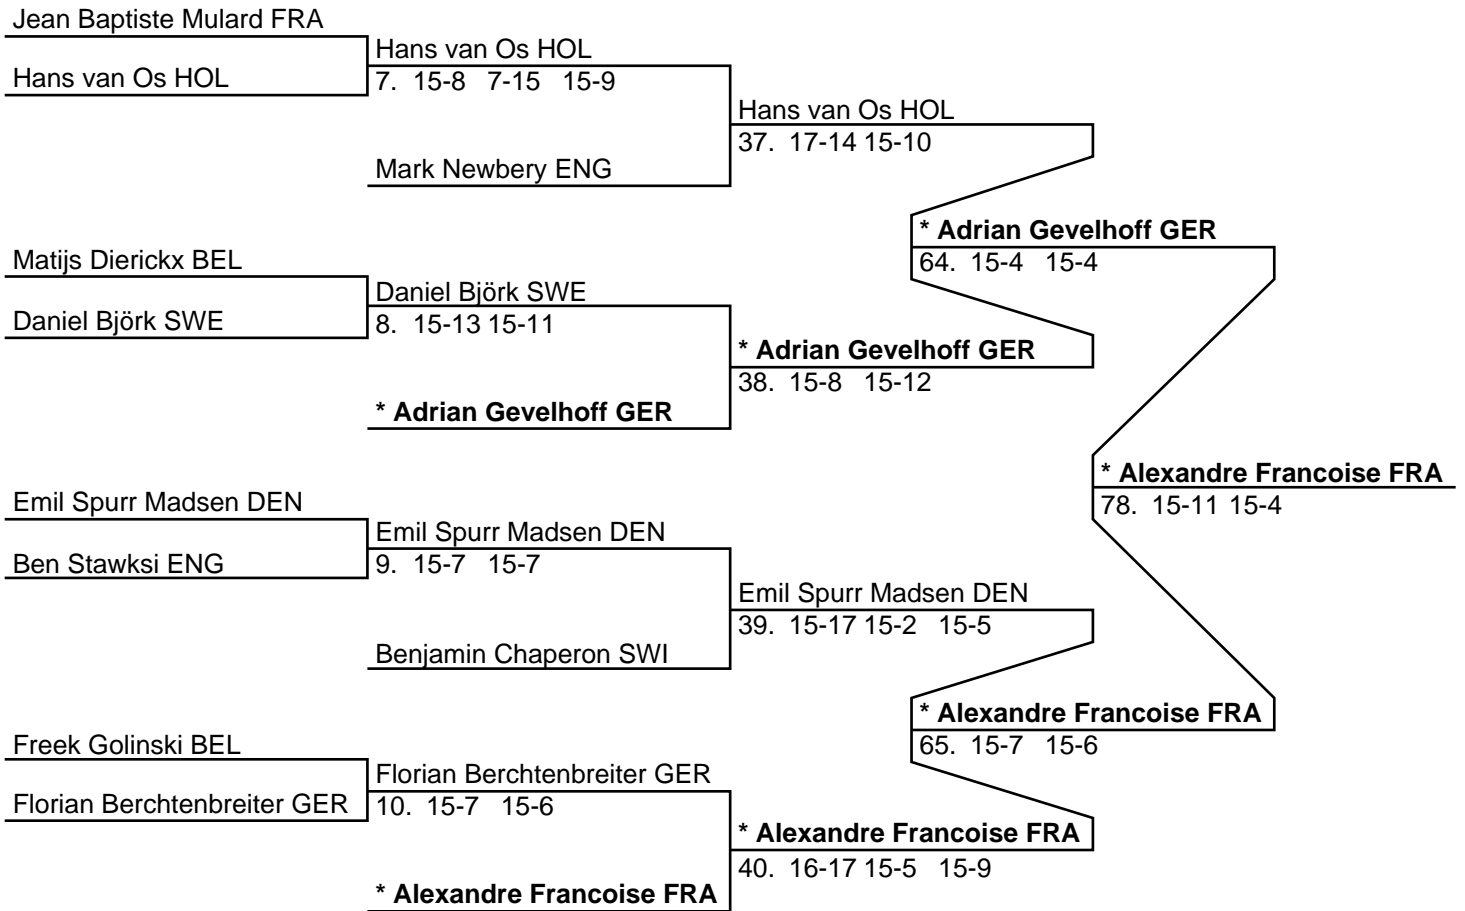 Jean Baptiste Mulard FRA
Hans van Os HOL
Hans van Os HOL
7. 15-8 7-15 15-9
Mark Newbery ENG
Hans van Os HOL
37. 17-14 15-10
Matijs Dierickx BEL
Daniel Björk SWE
Daniel Björk SWE
8. 15-13 15-11
* Adrian Gevelhoff GER
* Adrian Gevelhoff GER
38. 15-8 15-12
* Adrian Gevelhoff GER
64. 15-4 15-4
Emil Spurr Madsen DEN
Ben Stawksi ENG
Emil Spurr Madsen DEN
9. 15-7 15-7
Benjamin Chaperon SWI
Emil Spurr Madsen DEN
39. 15-17 15-2 15-5
Freek Golinski BEL
Florian Berchtenbreiter GER
Florian Berchtenbreiter GER
10. 15-7 15-6
* Alexandre Francoise FRA
* Alexandre Francoise FRA
40. 16-17 15-5 15-9
* Alexandre Francoise FRA
65. 15-7 15-6
* Alexandre Francoise FRA
78. 15-11 15-4